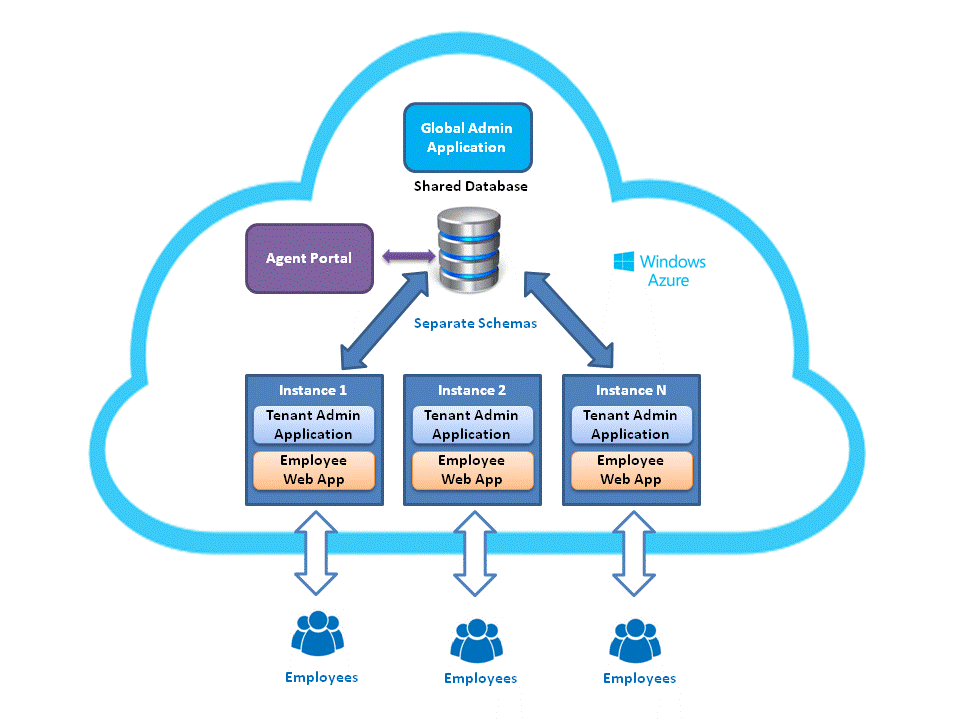 Global Admin
Application
Shared Database
Agent Portal
Windows
Azure
Separate Schemas
Instance 1
Tenant Admin
Application
Employee
Web App
Instance 2
Tenant Admin
Application
Employee
Web App
Instance N
Tenant Admin
Application
Employee
Web App
Employees
Employees
Employees